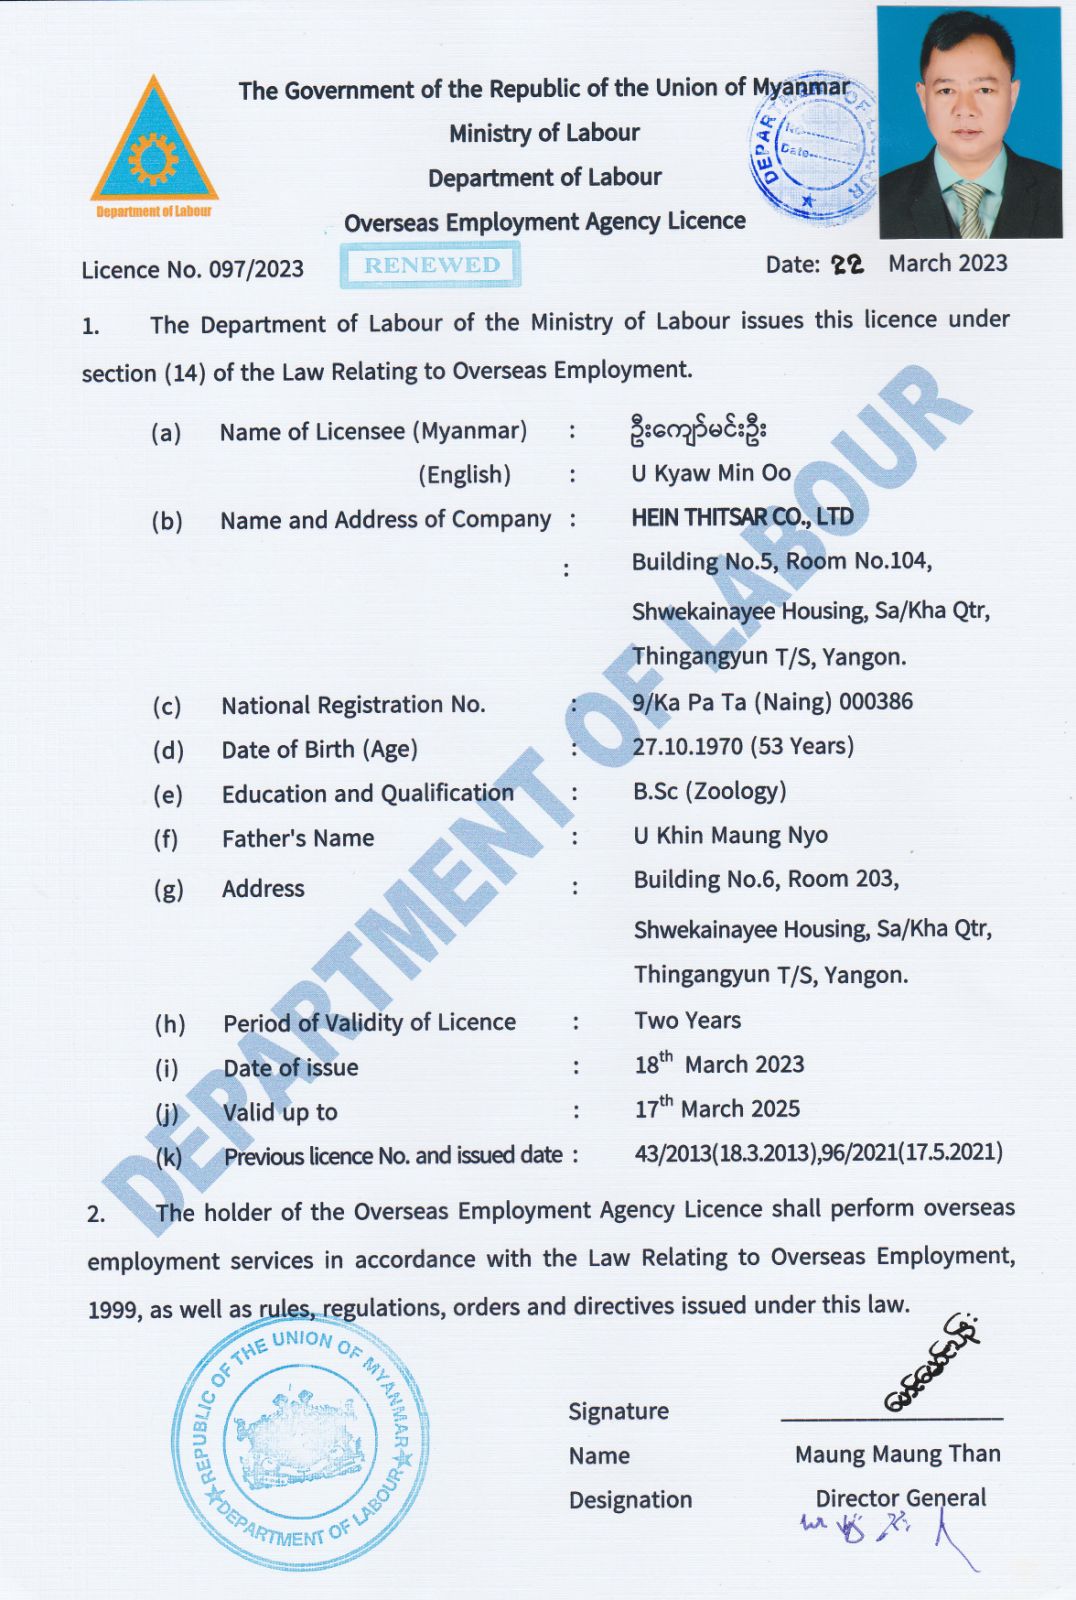 The Government of the Republic of the Union of Myanmar
Ministry of Labour
Department of Labour
Overseas Employment Agency Licence
Department of Labour
DEPARTMENT OF LABOUR
No
Date
Licence No. 097/2023
RENEWED
Date: 22 March 2023
1. The Department of Labour of the Ministry of Labour issues this licence under
section (14) of the Law Relating to Overseas Employment.
(a) Name of Licensee (Myanmar) : ဦးကျော်မင်းဦး
(English) : U Kyaw Min Oo
(b) Name and Address of Company : HEIN THITSAR CO., LTD
: Building No.5, Room No.104,
Shwekainayee Housing, Sa/Kha Qtr,
Thingangyun T/S, Yangon.
(c) National Registration No. : 9/Ka Pa Ta (Naing) 000386
(d) Date of Birth (Age) : 27.10.1970 (53 Years)
(e) Education and Qualification : B.Sc (Zoology)
(f) Father's Name : U Khin Maung Nyo
(g) Address : Building No.6, Room 203,
Shwekainayee Housing, Sa/Kha Qtr,
Thingangyun T/S, Yangon.
(h) Period of Validity of Licence : Two Years
(i) Date of issue : 18th March 2023
(j) Valid up to : 17th March 2025
(k) Previous licence No. and issued date : 43/2013(18.3.2013),96/2021(17.5.2021)
DEPARTMENT OF LABOUR
2. The holder of the Overseas Employment Agency Licence shall perform overseas
employment services in accordance with the Law Relating to Overseas Employment,
1999, as well as rules, regulations, orders and directives issued under this law.
REPUBLIC OF THE UNION OF MYANMAR
DEPARTMENT OF LABOUR
Signature
Name Maung Maung Than
Designation Director General